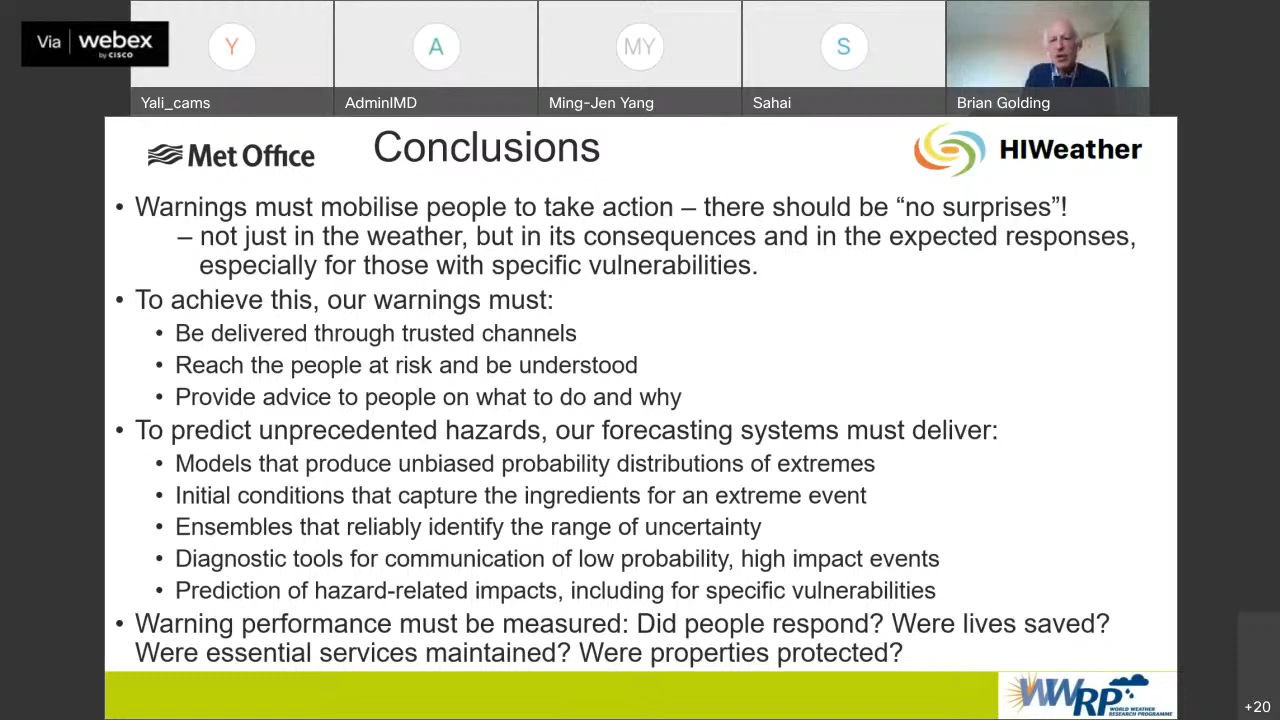 Via webex
by CISCO
Y
A
MY
S
Yali_cams
AdminIMD
Ming-Jen Yang
Sahai
Brian Golding
Met Office
Conclusions
HIWeather
• Warnings must mobilise people to take action – there should be “no surprises”!
– not just in the weather, but in its consequences and in the expected responses,
especially for those with specific vulnerabilities.
• To achieve this, our warnings must:
• Be delivered through trusted channels
• Reach the people at risk and be understood
• Provide advice to people on what to do and why
• To predict unprecedented hazards, our forecasting systems must deliver:
• Models that produce unbiased probability distributions of extremes
• Initial conditions that capture the ingredients for an extreme event
• Ensembles that reliably identify the range of uncertainty
• Diagnostic tools for communication of low probability, high impact events
• Prediction of hazard-related impacts, including for specific vulnerabilities
• Warning performance must be measured: Did people respond? Were lives saved?
Were essential services maintained? Were properties protected?
WWRP
WORLD WEATHER
RESEARCH PROGRAMME
+20